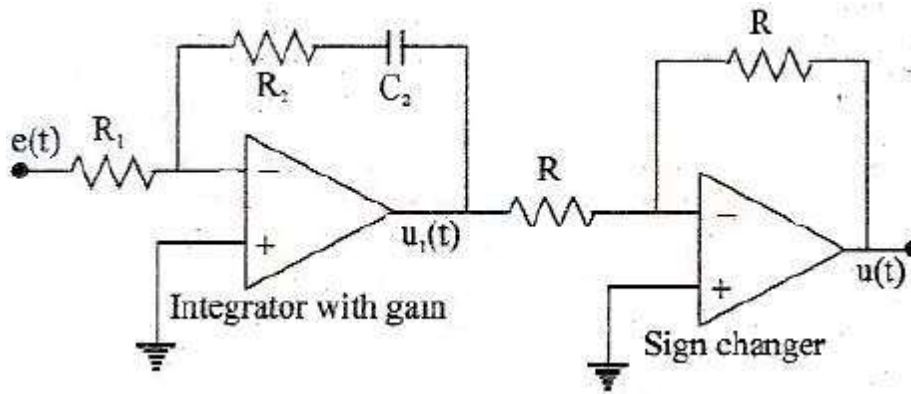 R
R₂
C₂
e(t)
R₁
−
+
u₁(t)
R
−
+
u(t)
Integrator with gain
Sign changer